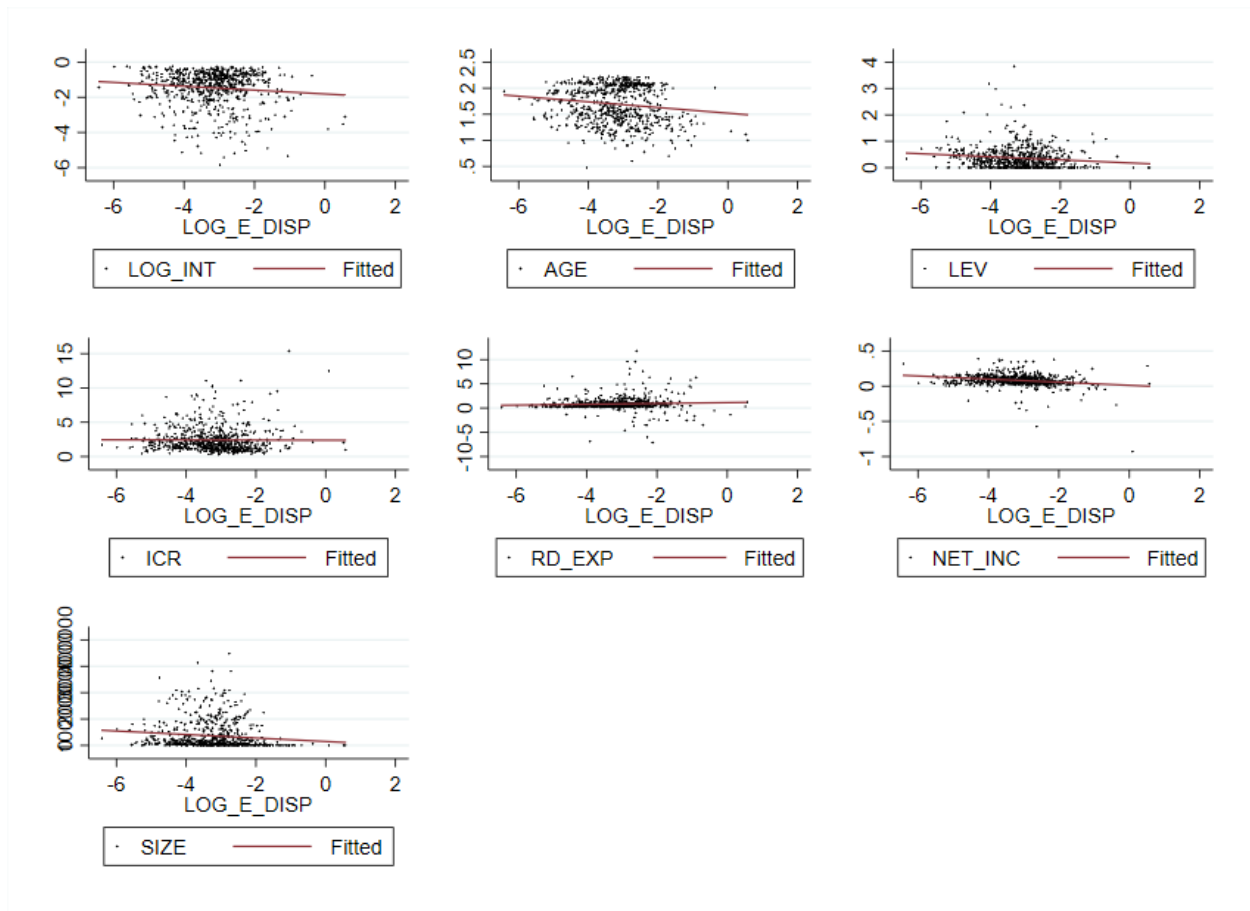 0
-2
-4
-6
-6 -4 -2 0 2
LOG_E_DISP
LOG_INT Fitted
.5 1 1.5 2 2.5
-6 -4 -2 0 2
LOG_E_DISP
AGE Fitted
4
3
2
1
0
-6 -4 -2 0 2
LOG_E_DISP
LEV Fitted
15
10
5
0
-6 -4 -2 0 2
LOG_E_DISP
ICR Fitted
-10 -5 0 5 10
-6 -4 -2 0 2
LOG_E_DISP
RD_EXP Fitted
-1 -.5 0 .5
-6 -4 -2 0 2
LOG_E_DISP
NET_INC Fitted
-6 -4 -2 0 2
LOG_E_DISP
SIZE Fitted